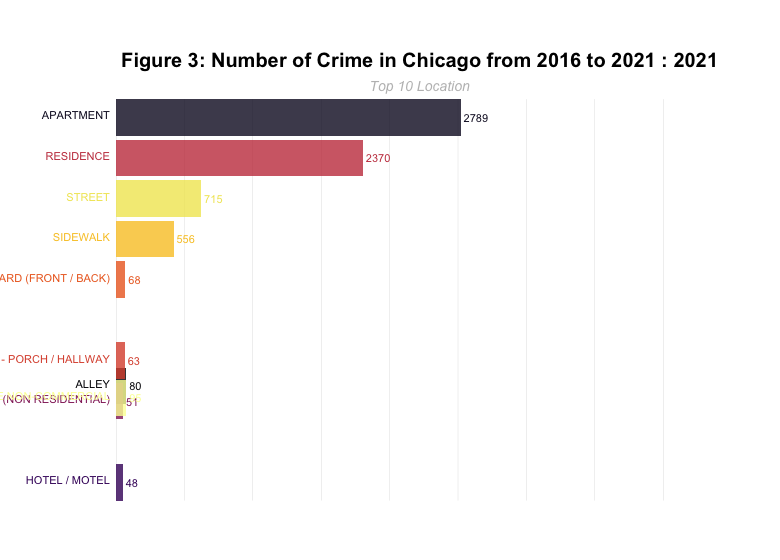 Figure 3: Number of Crime in Chicago from 2016 to 2021 : 2021
Top 10 Location
APARTMENT 2789
RESIDENCE 2370
STREET 715
SIDEWALK 556
ARD (FRONT / BACK) 68
- PORCH / HALLWAY 63
ALLEY 80
(NON RESIDENTIAL) 51
HOTEL / MOTEL 48